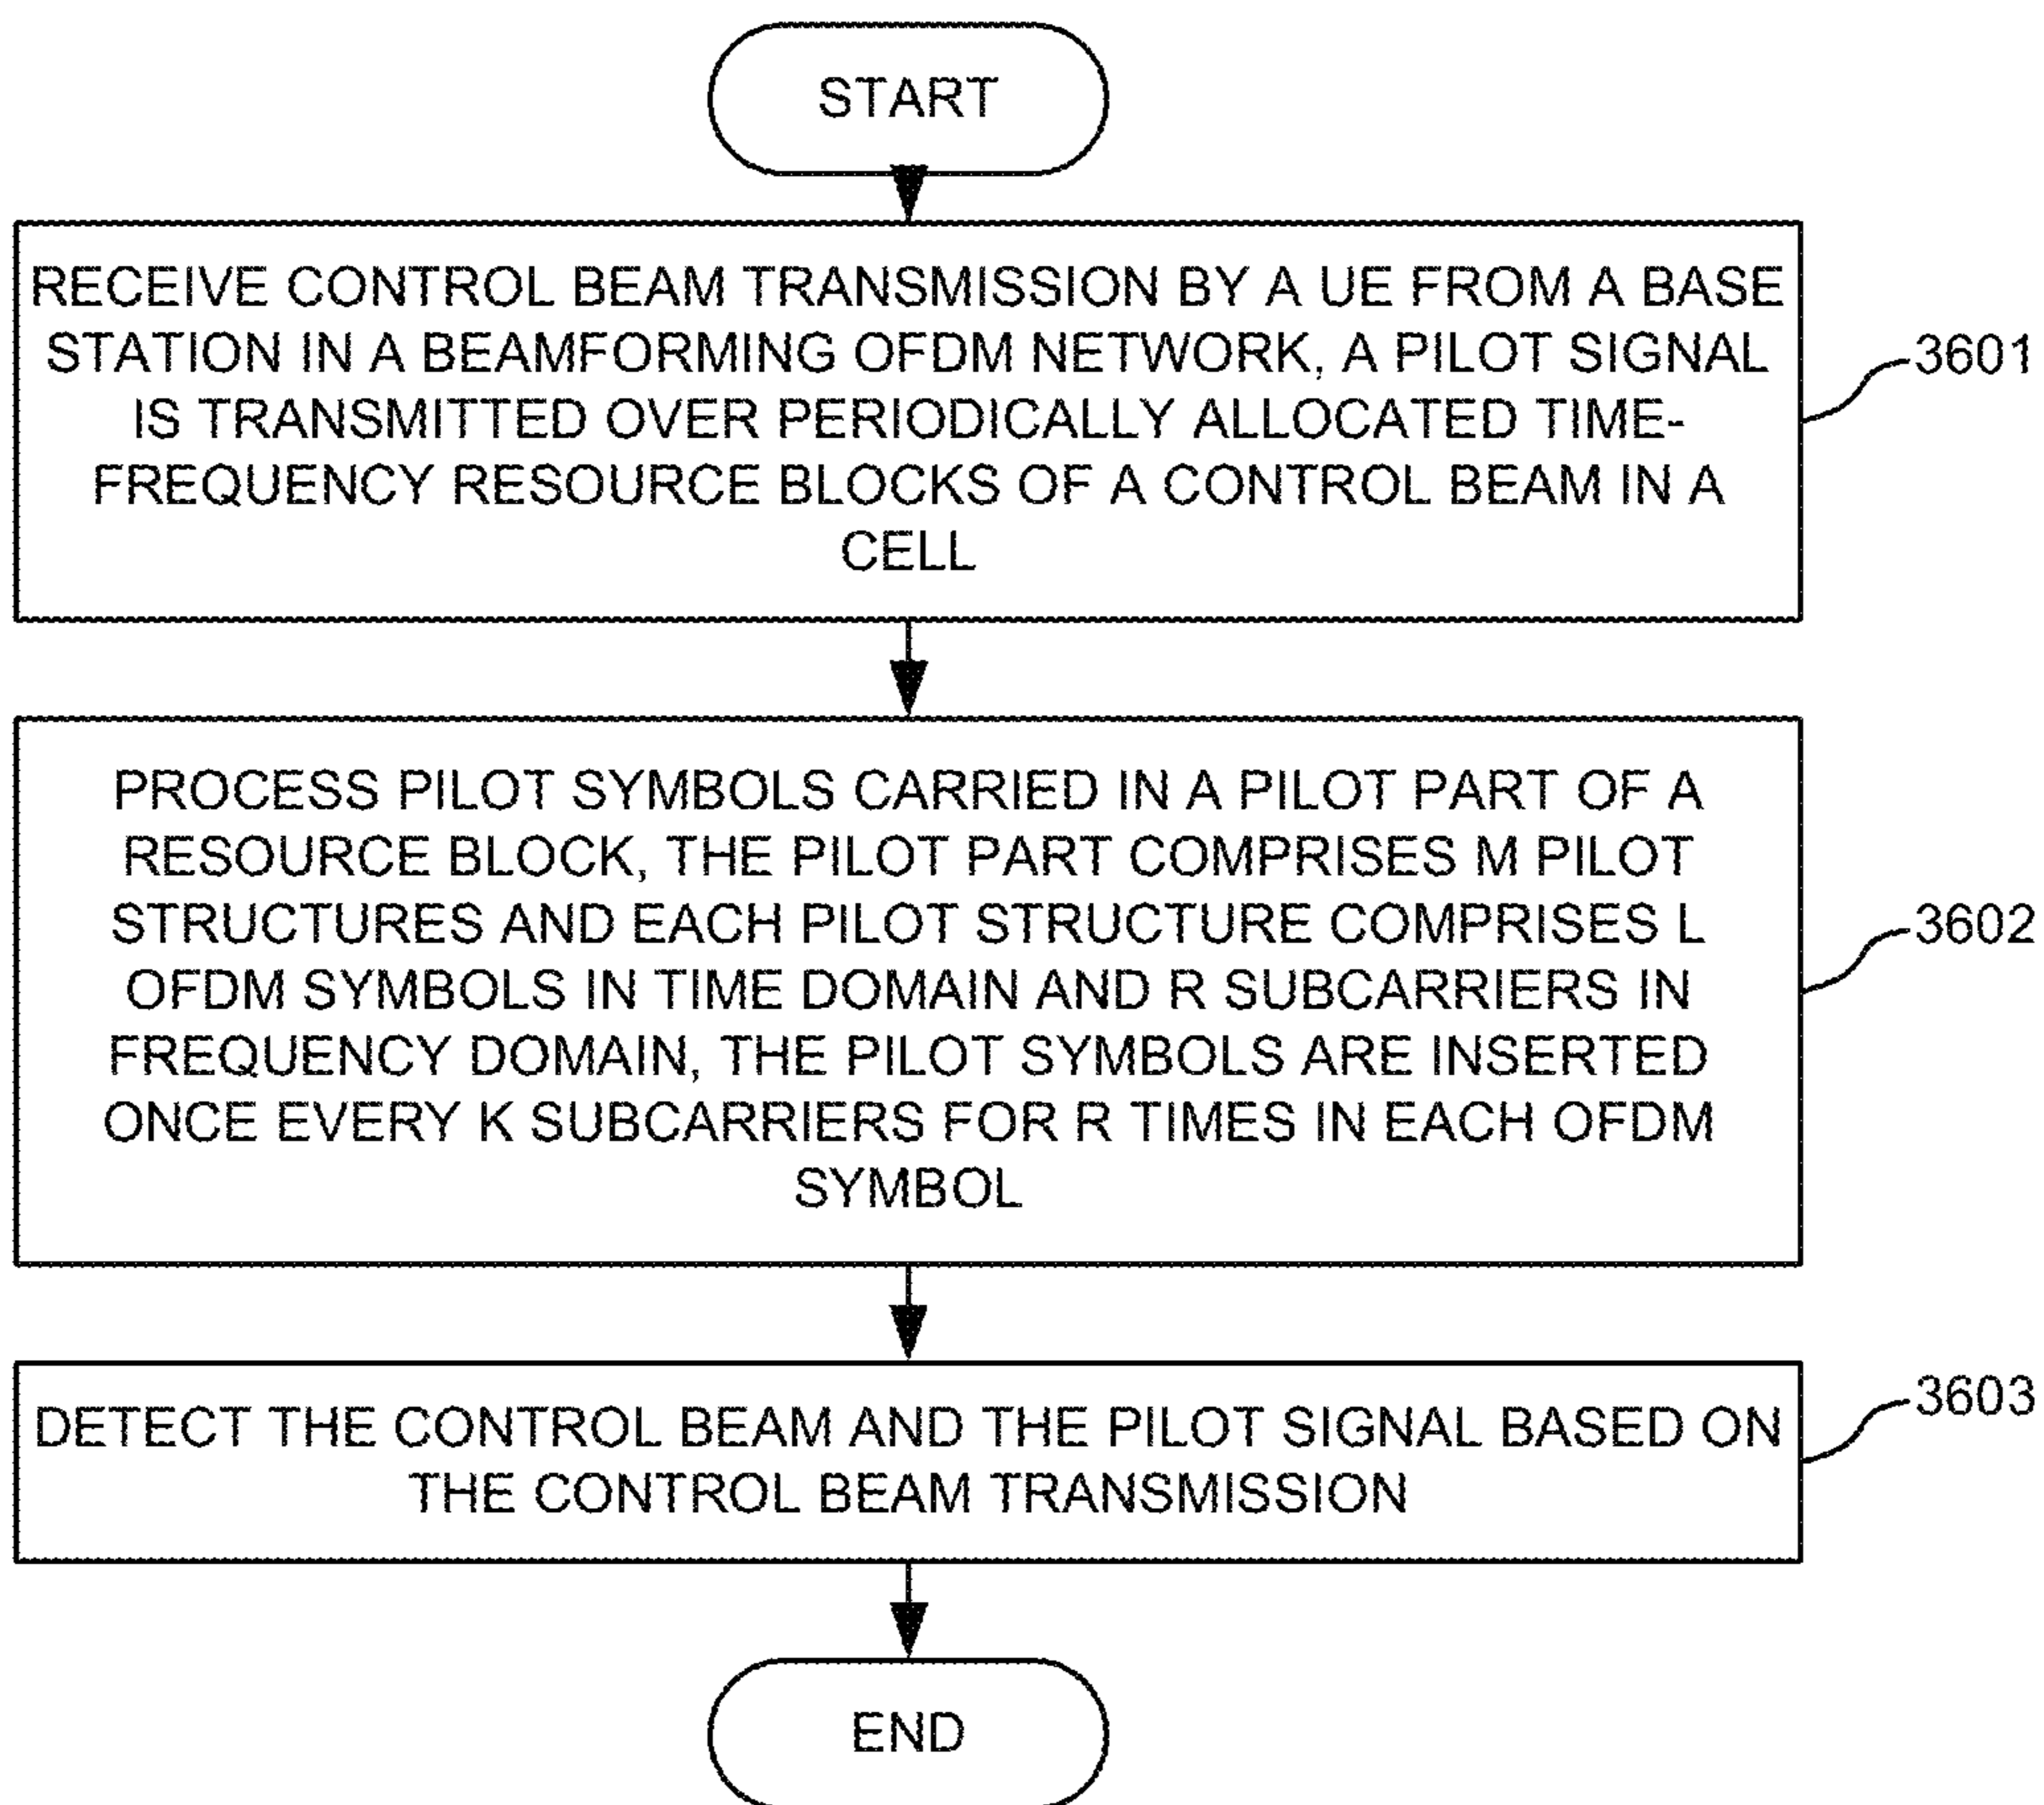 START
RECEIVE CONTROL BEAM TRANSMISSION BY A UE FROM A BASE
STATION IN A BEAMFORMING OFDM NETWORK, A PILOT SIGNAL
IS TRANSMITTED OVER PERIODICALLY ALLOCATED TIME-
FREQUENCY RESOURCE BLOCKS OF A CONTROL BEAM IN A
CELL
3601
PROCESS PILOT SYMBOLS CARRIED IN A PILOT PART OF A
RESOURCE BLOCK, THE PILOT PART COMPRISES M PILOT
STRUCTURES AND EACH PILOT STRUCTURE COMPRISES L
OFDM SYMBOLS IN TIME DOMAIN AND R SUBCARRIERS IN
FREQUENCY DOMAIN, THE PILOT SYMBOLS ARE INSERTED
ONCE EVERY K SUBCARRIERS FOR R TIMES IN EACH OFDM
SYMBOL
3602
DETECT THE CONTROL BEAM AND THE PILOT SIGNAL BASED ON
THE CONTROL BEAM TRANSMISSION
3603
END